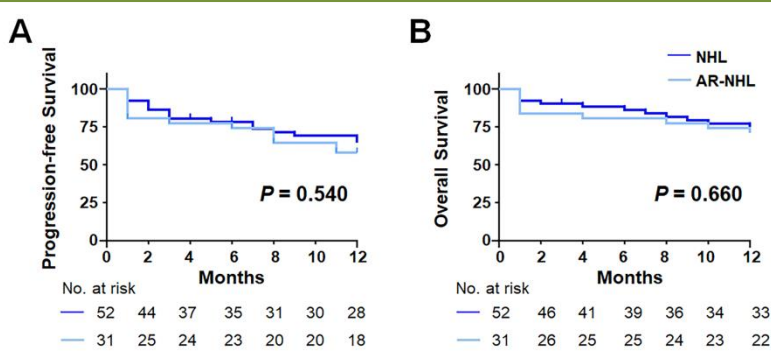 A
Progression-free Survival
100
75
50
25
0
P = 0.540
0 2 4 6 8 10 12
Months
No. at risk
52 44 37 35 31 30 28
31 25 24 23 20 20 18
B
NHL
AR-NHL
Overall Survival
100
75
50
25
0
P = 0.660
0 2 4 6 8 10 12
Months
No. at risk
52 46 41 39 36 34 33
31 26 25 25 24 23 22